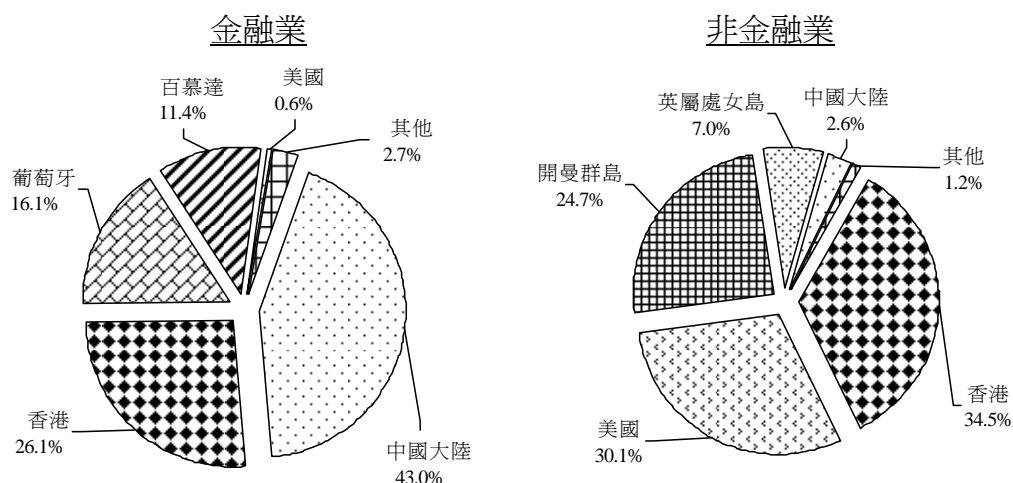 金融業
美國
0.6%
百慕達
11.4%
其他
2.7%
葡萄牙
16.1%
香港
26.1%
中國大陸
43.0%
非金融業
英屬處女島
7.0%
中國大陸
2.6%
其他
1.2%
開曼群島
24.7%
香港
34.5%
美國
30.1%